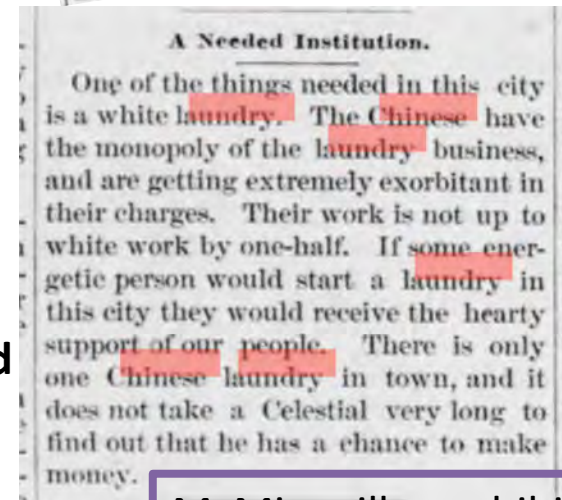 A Needed Institution.
One of the things needed in this city
is a white laundry. The Chinese have
the monopoly of the laundry business,
and are getting extremely exorbitant in
their charges. Their work is not up to
white work by one-half. If some ener-
getic person would start a laundry in
this city they would receive the hearty
support of our people. There is only
one Chinese laundry in town, and it
does not take a Celestial very long to
find out that he has a chance to make
money.